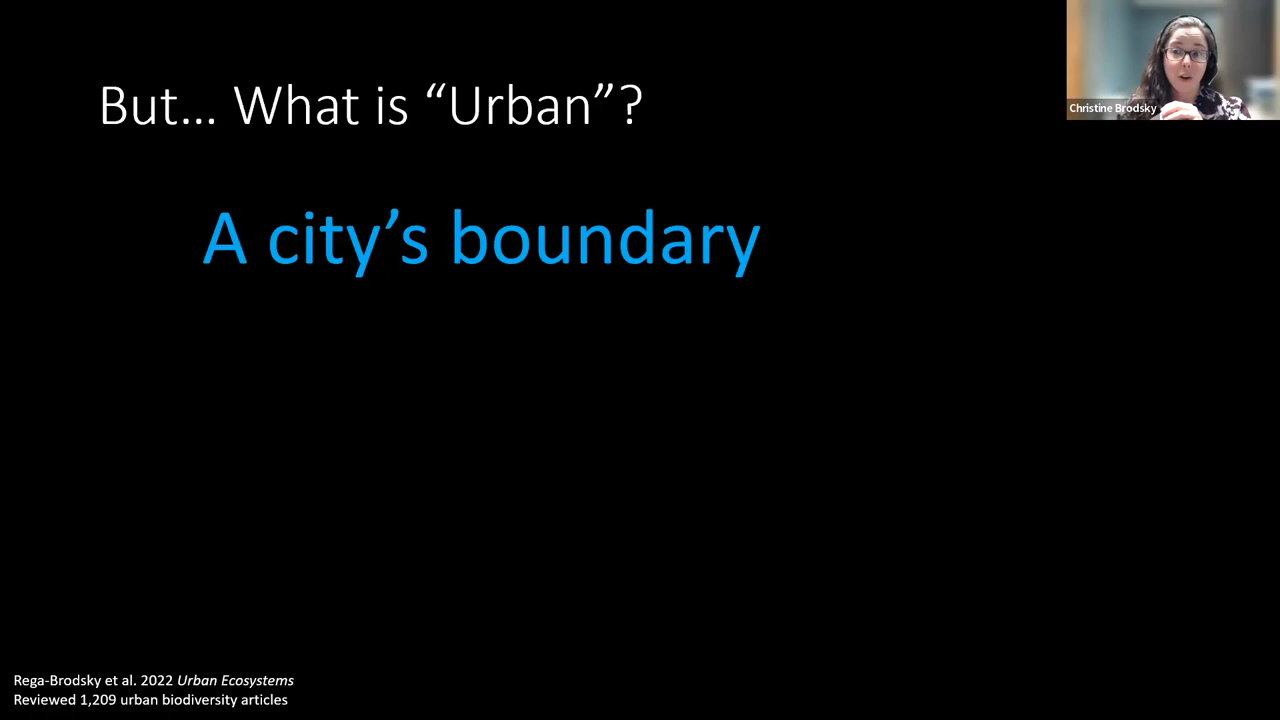 But... What is “Urban”?
Christine Brodsky
A city’s boundary
Rega-Brodsky et al. 2022 Urban Ecosystems
Reviewed 1,209 urban biodiversity articles